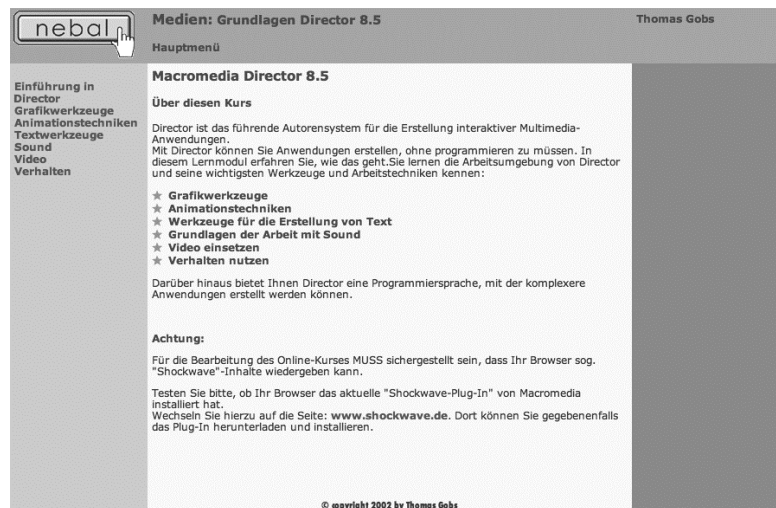 nebal
Medien: Grundlagen Director 8.5
Thomas Gobs
Hauptmenü
Einführung in
Director
Grafikwerkzeuge
Animationstechniken
Textwerkzeuge
Sound
Video
Verhalten
Macromedia Director 8.5
Über diesen Kurs
Director ist das führende Autorensystem für die Erstellung interaktiver Multimedia-
Anwendungen.
Mit Director können Sie Anwendungen erstellen, ohne programmieren zu müssen. In
diesem Lernmodul erfahren Sie, wie das geht.Sie lernen die Arbeitsumgebung von Director
und seine wichtigsten Werkzeuge und Arbeitstechniken kennen:
Grafikwerkzeuge
Animationstechniken
Werkzeuge für die Erstellung von Text
Grundlagen der Arbeit mit Sound
Video einsetzen
Verhalten nutzen
Darüber hinaus bietet Ihnen Director eine Programmiersprache, mit der komplexere
Anwendungen erstellt werden können.
Achtung:
Für die Bearbeitung des Online-Kurses MUSS sichergestellt sein, dass Ihr Browser sog.
"Shockwave"-Inhalte wiedergeben kann.
Testen Sie bitte, ob Ihr Browser das aktuelle "Shockwave-Plug-In" von Macromedia
installiert hat.
Wechseln Sie hierzu auf die Seite: www.shockwave.de. Dort können Sie gegebenenfalls
das Plug-In herunterladen und installieren.
© copyright 2002 by Thomas Gobs